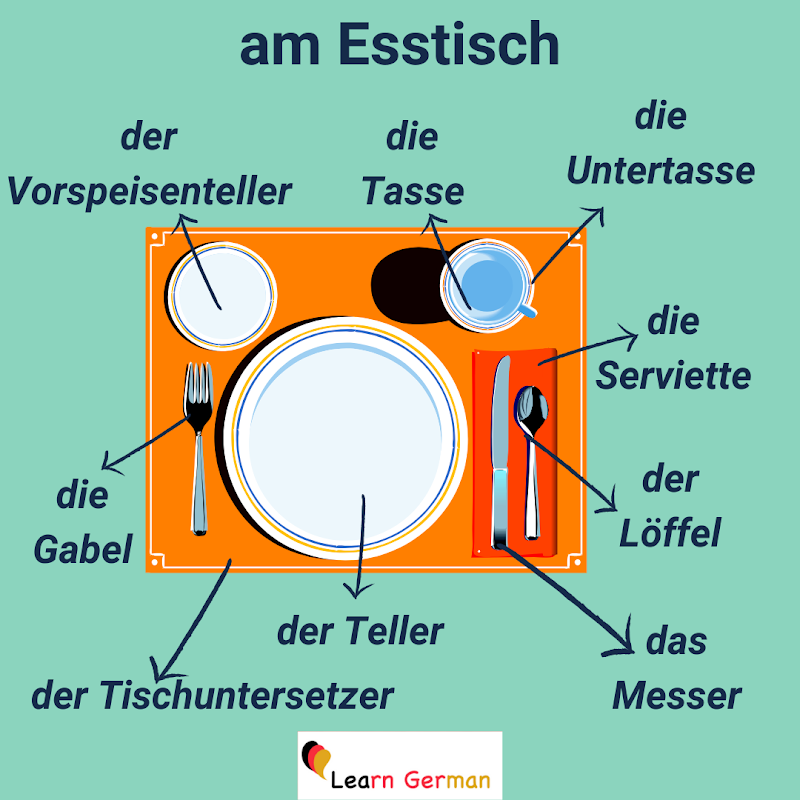 am Esstisch
der
Vorspeisenteller
die
Tasse
die
Untertasse
die
Serviette
die
Gabel
der
Löffel
der Teller
das
Messer
der Tischuntersetzer
Learn German